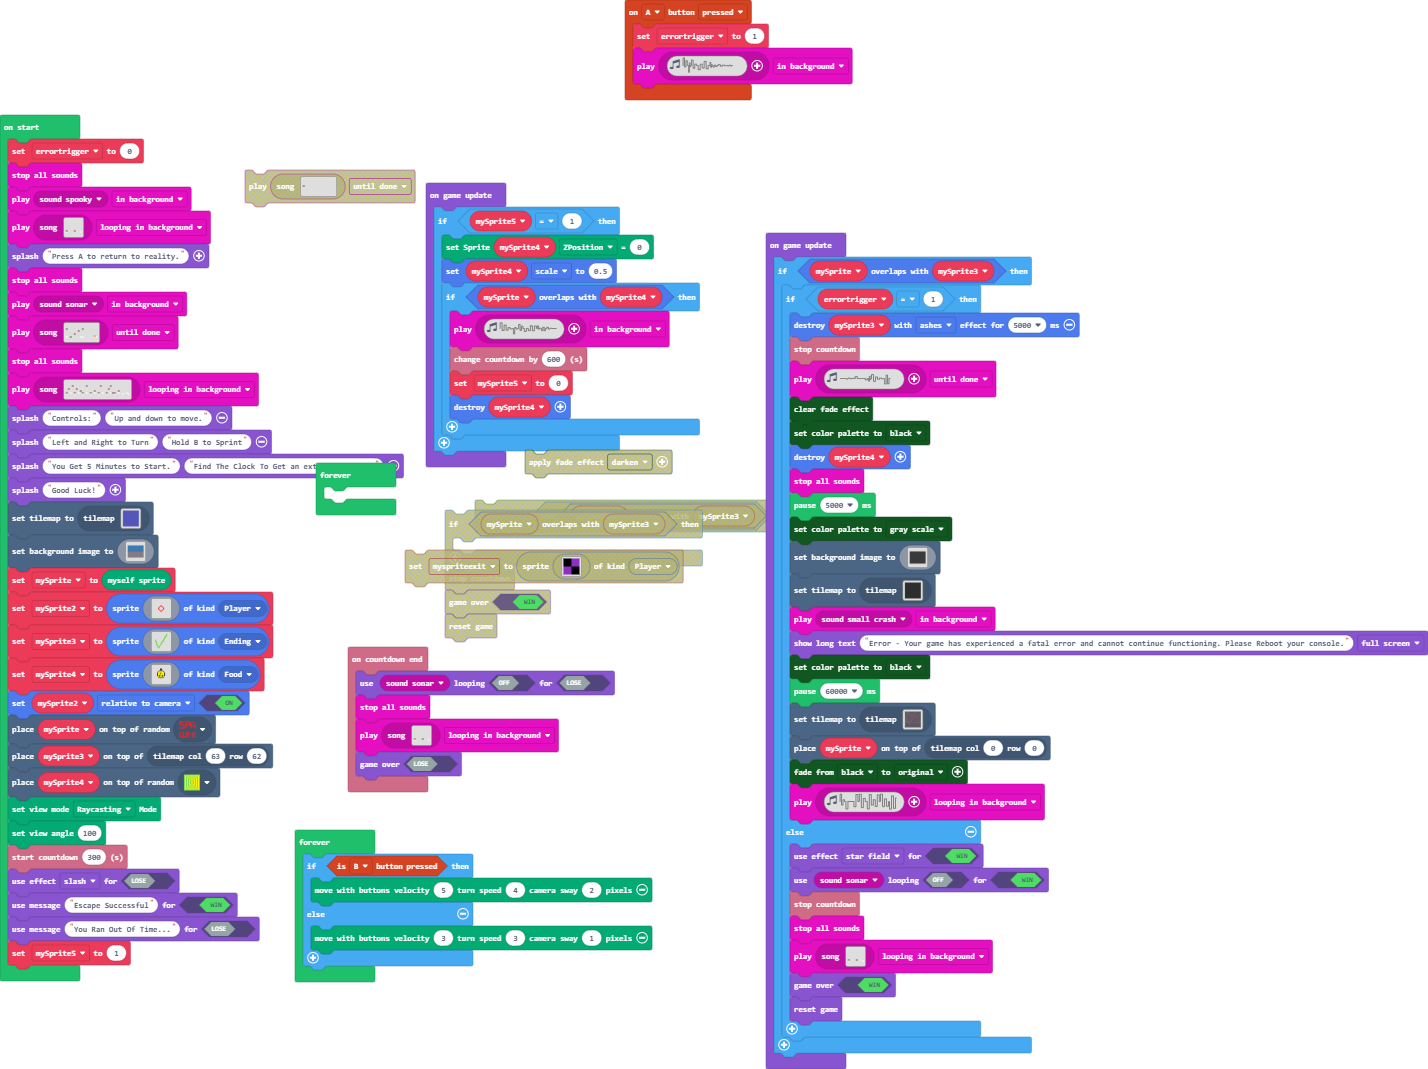 on A button pressed
set errortrigger to 1
play in background
on start
set errortrigger to 0
stop all sounds
play sound spooky in background
play song looping in background
splash "Press A to return to reality."
stop all sounds
play sound sonar in background
play song until done
stop all sounds
play song looping in background
splash "Controls:" "Up and down to move."
splash "Left and Right to Turn" "Hold B to Sprint"
splash "You Get 5 Minutes to Start." "Find The Clock To Get an
splash "Good Luck!"
set tilemap to tilemap
set background image to
set mySprite to myself sprite
set mySprite2 to sprite of kind Player
set mySprite3 to sprite of kind Ending
set mySprite4 to sprite of kind Food
set mySprite2 relative to camera ON
place mySprite on top of random
place mySprite3 on top of tilemap col 63 row 62
place mySprite4 on top of random
set view mode Raycasting Mode
set view angle 100
start countdown 300 (s)
use effect slash for LOSE
use message "Escape Successful" for WIN
use message "You Ran Out Of Time..." for LOSE
set mySprite5 to 1
play song until done
forever
on game update
if mySprite5 = 1 then
set Sprite mySprite4 ZPosition = 0
set mySprite4 scale to 0.5
if mySprite overlaps with mySprite4 then
play in background
change countdown by 600 (s)
set mySprite5 to 0
destroy mySprite4
apply fade effect darken
mySprite3
if mySprite overlaps with mySprite3 then
set myspriteexit to sprite of kind Player
stop countdown
game over WIN
reset game
on countdown end
use sound sonar looping OFF for LOSE
stop all sounds
play song looping in background
game over LOSE
forever
if is B button pressed then
move with buttons velocity 5 turn speed 4 camera sway 2 pixels
else
move with buttons velocity 3 turn speed 3 camera sway 1 pixels
on game update
if mySprite overlaps with mySprite3 then
if errortrigger = 1 then
destroy mySprite3 with ashes effect for 5000 ms
stop countdown
play until done
clear fade effect
set color palette to black
destroy mySprite4
stop all sounds
pause 5000 ms
set color palette to gray scale
set background image to
set tilemap to tilemap
play sound small crash in background
show long text "Error - Your game has experienced a fatal error and cannot continue functioning. Please Reboot your console." full screen
set color palette to black
pause 60000 ms
set tilemap to tilemap
place mySprite on top of tilemap col 0 row 0
fade from black to original
play looping in background
else
use effect star field for WIN
use sound sonar looping OFF for WIN
stop countdown
stop all sounds
play song looping in background
game over WIN
reset game